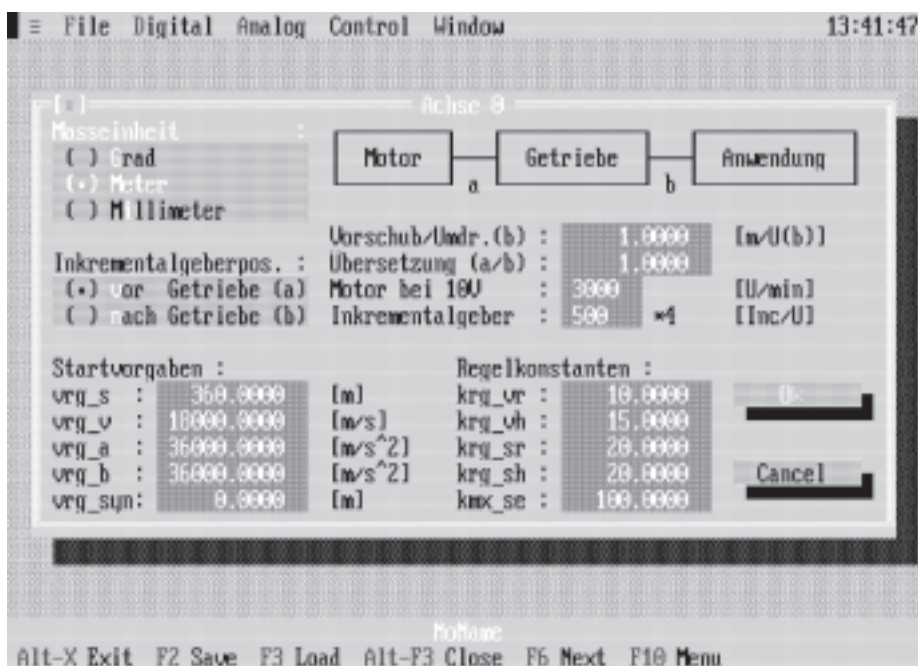 ≡ File Digital Analog Control Window 13:41:47
[▪] Achse 0
Masseinheit :
( ) Grad
(•) Meter
( ) Millimeter
Motor a Getriebe b Anwendung
Inkrementalgeberpos. :
(•) vor Getriebe (a)
( ) nach Getriebe (b)
Vorschub/Umdr.(b) : 1.0000 [m/U(b)]
Übersetzung (a/b) : 1.0000
Motor bei 10V : 3000 [U/min]
Inkrementalgeber : 500 *4 [Inc/U]
Startvorgaben :
vrg_s : 360.0000 [m]
vrg_v : 18000.0000 [m/s]
vrg_a : 36000.0000 [m/s^2]
vrg_b : 36000.0000 [m/s^2]
vrg_syn: 0.0000 [m]
Regelkonstanten :
krg_vr : 10.0000
krg_vh : 15.0000
krg_sr : 20.0000
krg_sh : 20.0000
kmx_se : 100.0000
Ok
Cancel
NoName
Alt-X Exit F2 Save F3 Load Alt-F3 Close F6 Next F10 Menu